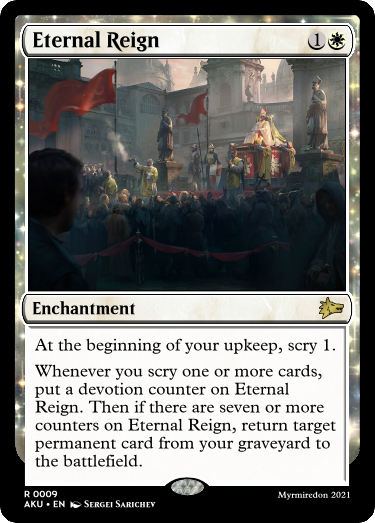 Eternal Reign 1
Enchantment
At the beginning of your upkeep, scry 1.
Whenever you scry one or more cards,
put a devotion counter on Eternal
Reign. Then if there are seven or more
counters on Eternal Reign, return target
permanent card from your graveyard to
the battlefield.
R 0009
AKU • EN Sergei Sarichev
Myrmiredon 2021